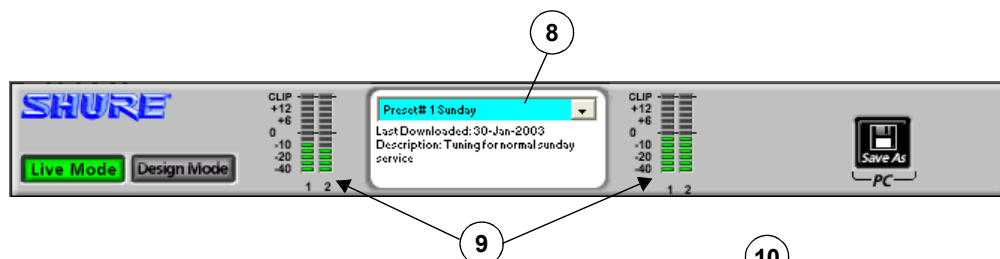 8
SHURE
Live Mode
Design Mode
CLIP
+12
+6
0
-10
-20
-40
1 2
Preset# 1 Sunday
Last Downloaded: 30-Jan-2003
Description: Tuning for normal sunday
service
CLIP
+12
+6
0
-10
-20
-40
1 2
Save As
PC
9
10